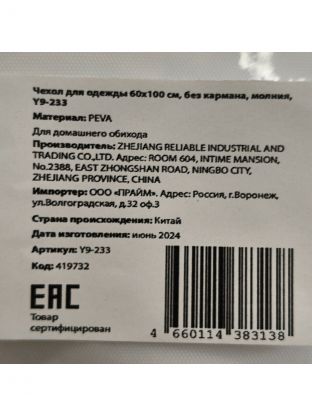 Чехол для одежды 60х100 см, без кармана, молния,
Y9-233
Материал: PEVA
Для домашнего обихода
Производитель: ZHEJIANG RELIABLE INDUSTRIAL AND
TRADING CO.,LTD. Адрес: ROOM 604, INTIME MANSION,
No.2388, EAST ZHONGSHAN ROAD, NINGBO CITY,
ZHEJIANG PROVINCE, CHINA
Импортер: ООО «ПРАЙМ». Адрес: Россия, г.Воронеж,
ул.Волгоградская, д.32 оф.3
Страна происхождения: Китай
Дата изготовления: июнь 2024
Артикул: Y9-233
Код: 419732
EAC
Товар
сертифицирован
4 660114 383138